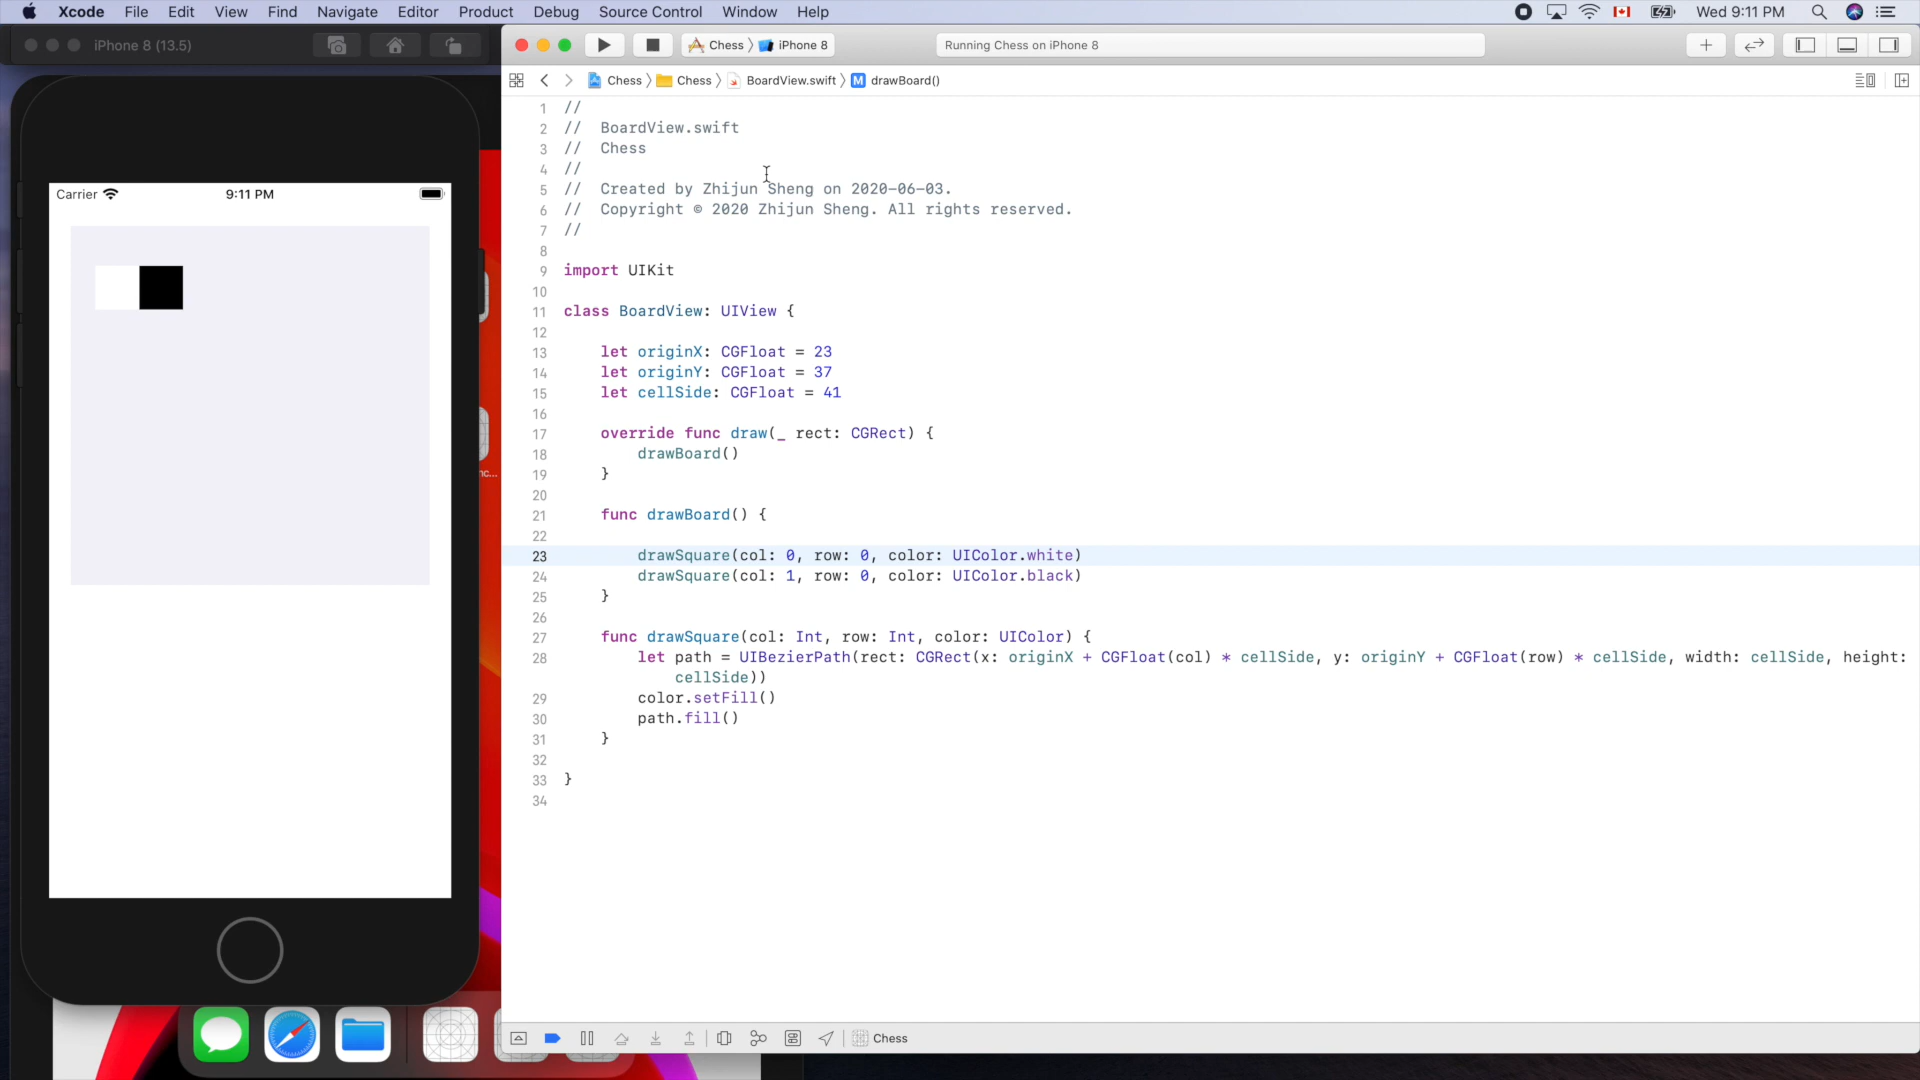 Xcode File Edit View Find Navigate Editor Product Debug Source Control Window Help
Wed 9:11 PM
iPhone 8 (13.5)
Chess iPhone 8
Running Chess on iPhone 8
Chess Chess BoardView.swift M drawBoard()
Carrier 9:11 PM
1 //
2 //  BoardView.swift
3 //  Chess
4 //
5 //  Created by Zhijun Sheng on 2020-06-03.
6 //  Copyright © 2020 Zhijun Sheng. All rights reserved.
7 //
8
9 import UIKit
10
11 class BoardView: UIView {
12
13     let originX: CGFloat = 23
14     let originY: CGFloat = 37
15     let cellSide: CGFloat = 41
16
17     override func draw(_ rect: CGRect) {
18         drawBoard()
19     }
20
21     func drawBoard() {
22
23         drawSquare(col: 0, row: 0, color: UIColor.white)
24         drawSquare(col: 1, row: 0, color: UIColor.black)
25     }
26
27     func drawSquare(col: Int, row: Int, color: UIColor) {
28         let path = UIBezierPath(rect: CGRect(x: originX + CGFloat(col) * cellSide, y: originY + CGFloat(row) * cellSide, width: cellSide, height:
cellSide))
29         color.setFill()
30         path.fill()
31     }
32
33 }
34
Chess